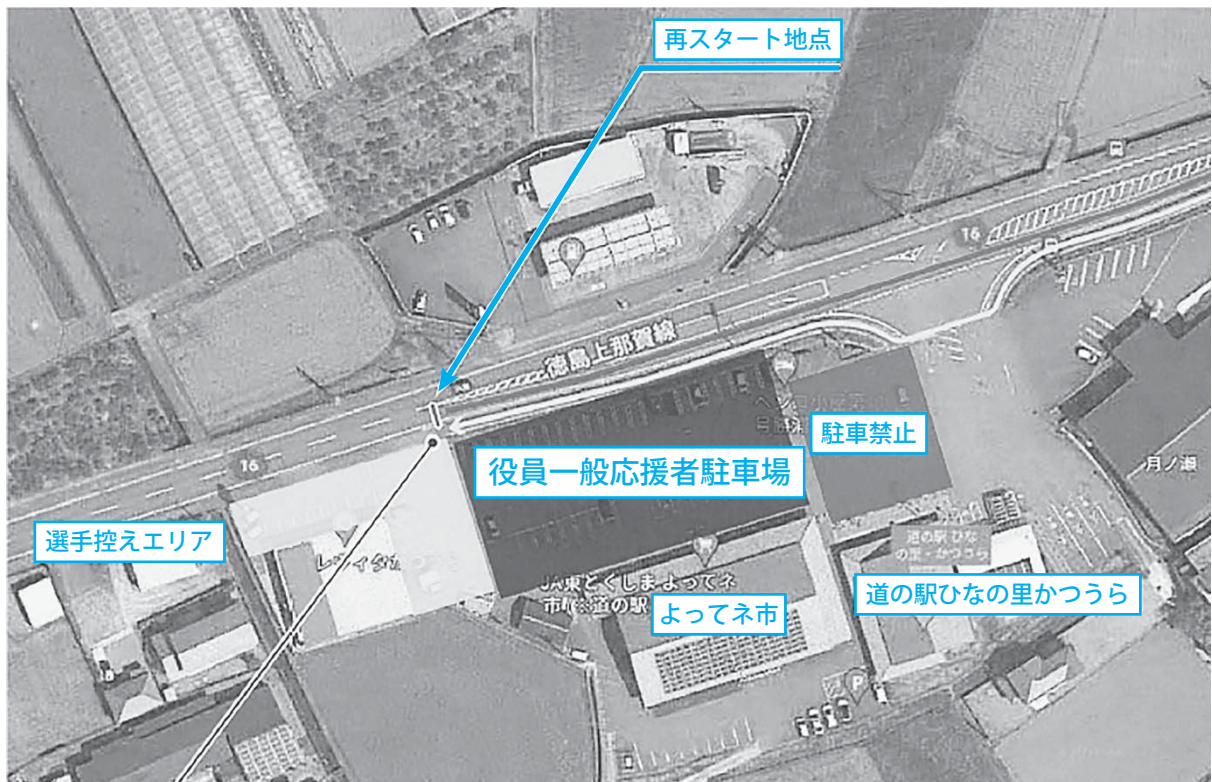 再スタート地点
16
徳島上那賀線
駐車禁止
役員一般応援者駐車場
16
月ノ瀬
選手控えエリア
道の駅 ひな
の里・かつうら
JA東とくしま よってネ
市
道の駅
よってネ市
道の駅ひなの里かつうら
P